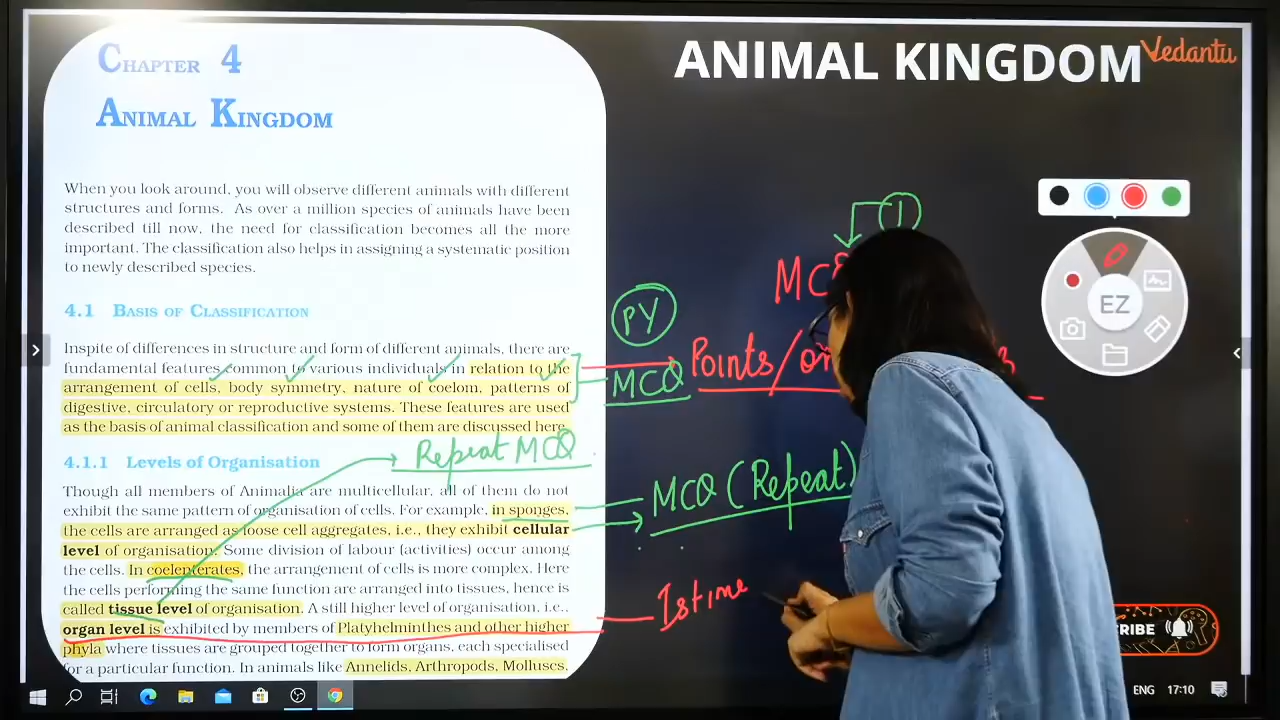 CHAPTER 4
ANIMAL KINGDOM
When you look around, you will observe different animals with different
structures and forms. As over a million species of animals have been
described till now, the need for classification becomes all the more
important. The classification also helps in assigning a systematic position
to newly described species.
4.1 BASIS OF CLASSIFICATION
Inspite of differences in structure and form of different animals, there are
fundamental features common to various individuals in relation to the
arrangement of cells, body symmetry, nature of coelom, patterns of
digestive, circulatory or reproductive systems. These features are used
as the basis of animal classification and some of them are discussed here.
Repeat MCQ
4.1.1 Levels of Organisation
Though all members of Animalia are multicellular, all of them do not
exhibit the same pattern of organisation of cells. For example, in sponges,
the cells are arranged as loose cell aggregates, i.e., they exhibit cellular
level of organisation. Some division of labour (activities) occur among
the cells. In coelenterates, the arrangement of cells is more complex. Here
the cells performing the same function are arranged into tissues, hence is
called tissue level of organisation. A still higher level of organisation, i.e.,
organ level is exhibited by members of Platyhelminthes and other higher
phyla where tissues are grouped together to form organs, each specialised
for a particular function. In animals like Annelids, Arthropods, Molluscs,
ANIMAL KINGDOM
Vedantu
1
PY
MCQ
Points/
MCQ (Repeat)
Ist time
EZ
ENG 17:10